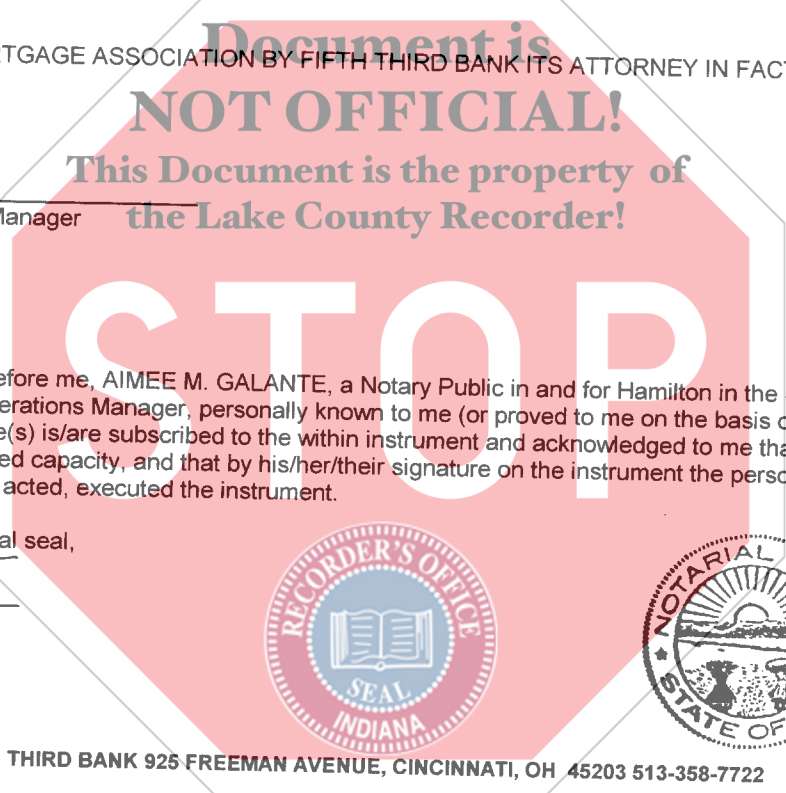 Document is
RTGAGE ASSOCIATION BY FIFTH THIRD BANK ITS ATTORNEY IN FACT
NOT OFFICIAL!
This Document is the property of
Manager
the Lake County Recorder!
STOP
efore me, AIMEE M. GALANTE, a Notary Public in and for Hamilton in the
erations Manager, personally known to me (or proved to me on the basis o
e(s) is/are subscribed to the within instrument and acknowledged to me tha
ed capacity, and that by his/her/their signature on the instrument the perso
acted, executed the instrument.
al seal,
RECORDER'S OFFICE
SEAL
INDIANA
NOTARIAL
STATE OF
THIRD BANK 925 FREEMAN AVENUE, CINCINNATI, OH 45203 513-358-7722